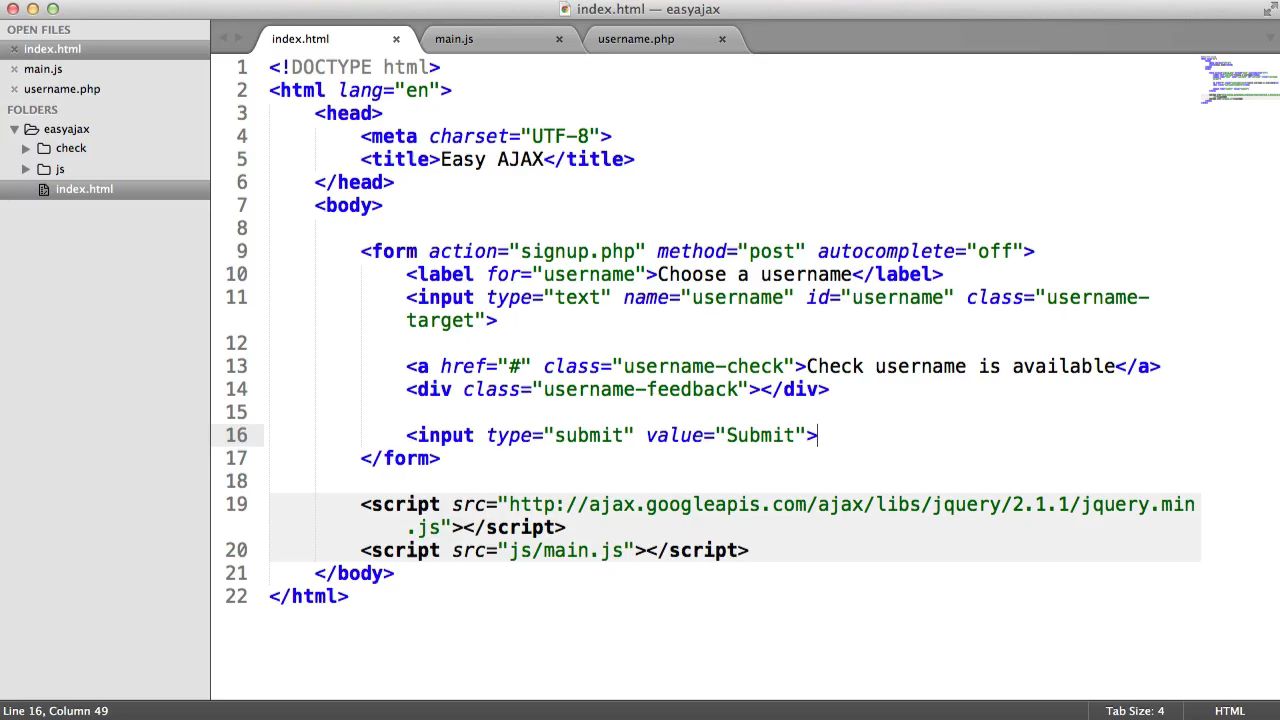 index.html — easyajax
OPEN FILES
index.html
main.js
username.php
FOLDERS
easyajax
check
js
index.html
index.html
main.js
username.php
1 <!DOCTYPE html>
2 <html lang="en">
3 <head>
4 <meta charset="UTF-8">
5 <title>Easy AJAX</title>
6 </head>
7 <body>
8
9 <form action="signup.php" method="post" autocomplete="off">
10 <label for="username">Choose a username</label>
11 <input type="text" name="username" id="username" class="username-
target">
12
13 <a href="#" class="username-check">Check username is available</a>
14 <div class="username-feedback"></div>
15
16 <input type="submit" value="Submit">
17 </form>
18
19 <script src="http://ajax.googleapis.com/ajax/libs/jquery/2.1.1/jquery.min
.js"></script>
20 <script src="js/main.js"></script>
21 </body>
22 </html>
Line 16, Column 49
Tab Size: 4
HTML